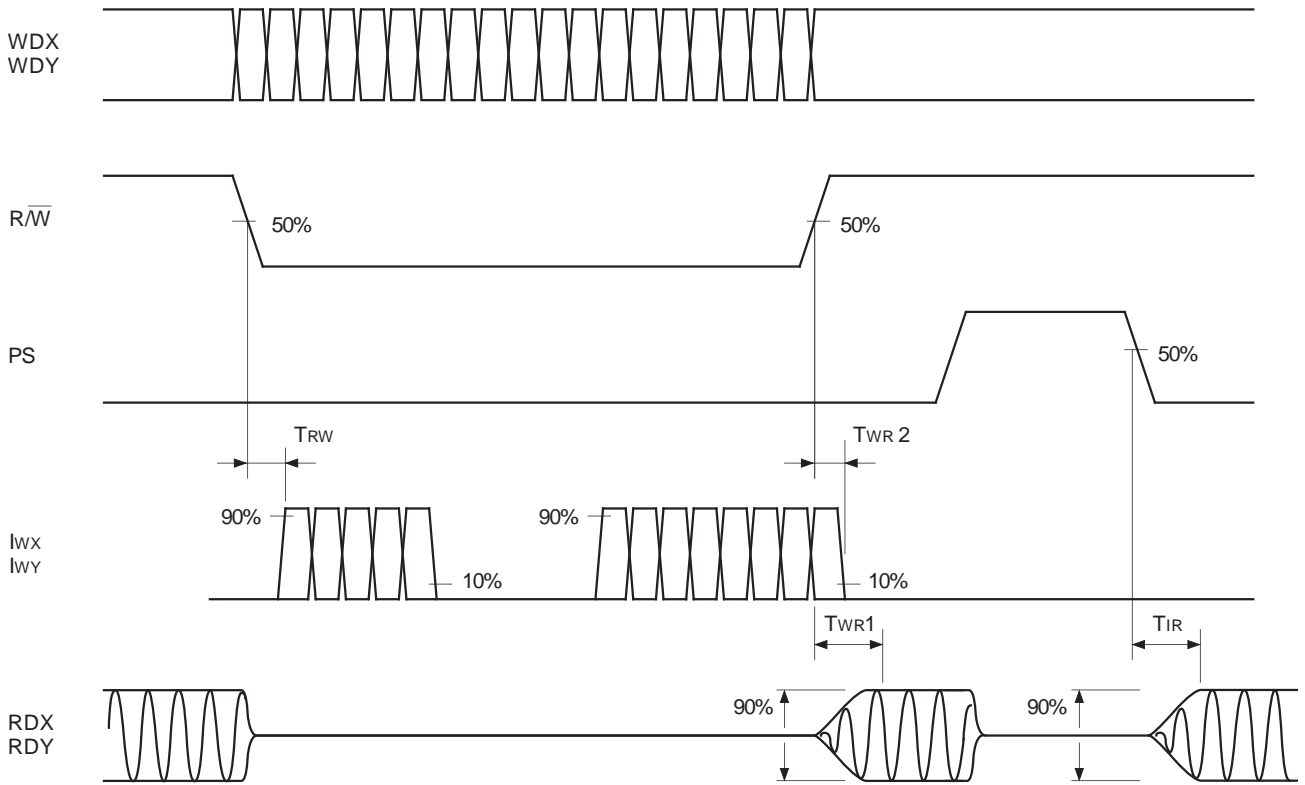 WDX
WDY
R/W̅
50%
50%
PS
50%
TRW
TWR 2
90%
90%
IWX
IWY
10%
10%
TWR1
TIR
90%
90%
RDX
RDY